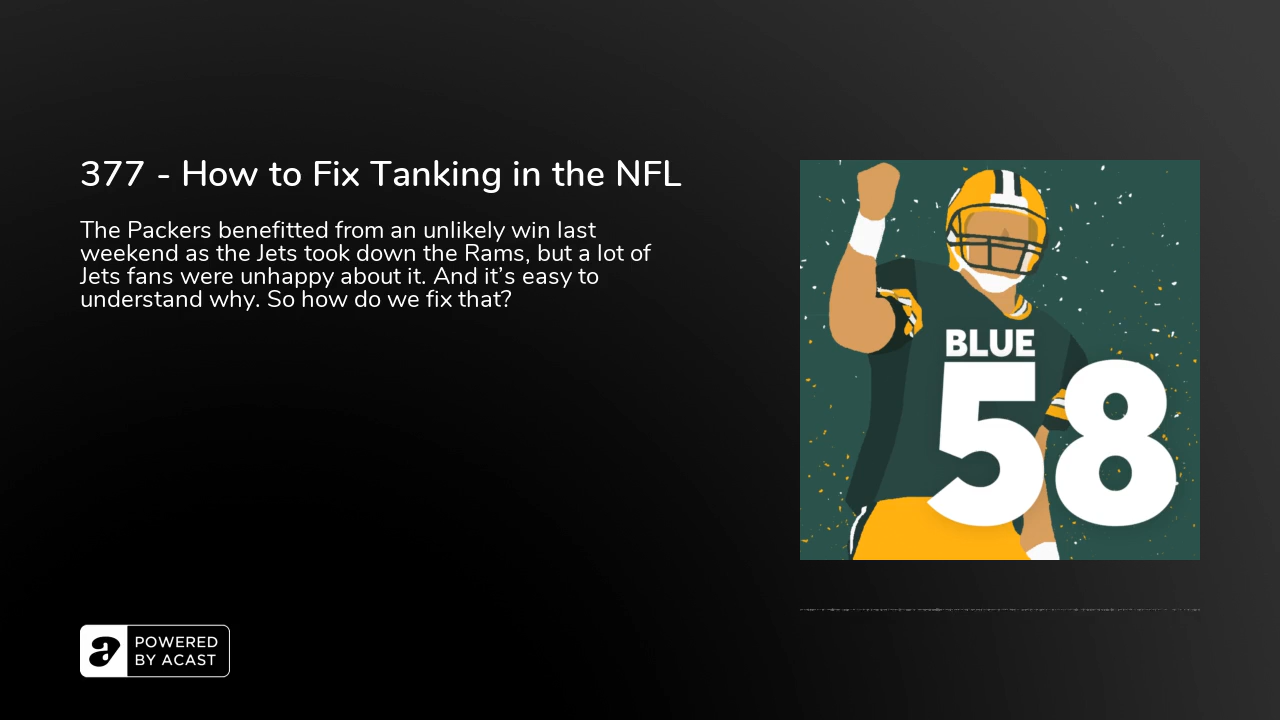 377 - How to Fix Tanking in the NFL
The Packers benefitted from an unlikely win last
weekend as the Jets took down the Rams, but a lot of
Jets fans were unhappy about it. And it’s easy to
understand why. So how do we fix that?
BLUE
58
POWERED
BY ACAST